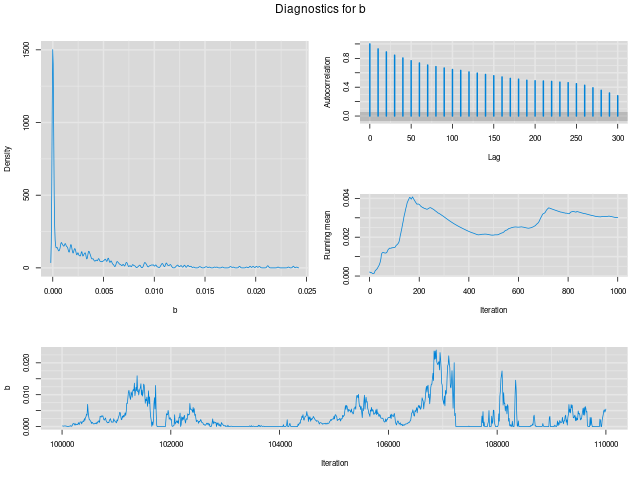 Diagnostics for b
Density
0 500 1000 1500
0.000 0.005 0.010 0.015 0.020 0.025
b
Autocorrelation
0.0 0.4 0.8
0 50 100 150 200 250 300
Lag
Running mean
0.000 0.002 0.004
0 200 400 600 800 1000
Iteration
b
0.000 0.010 0.020
100000 102000 104000 106000 108000 110000
Iteration